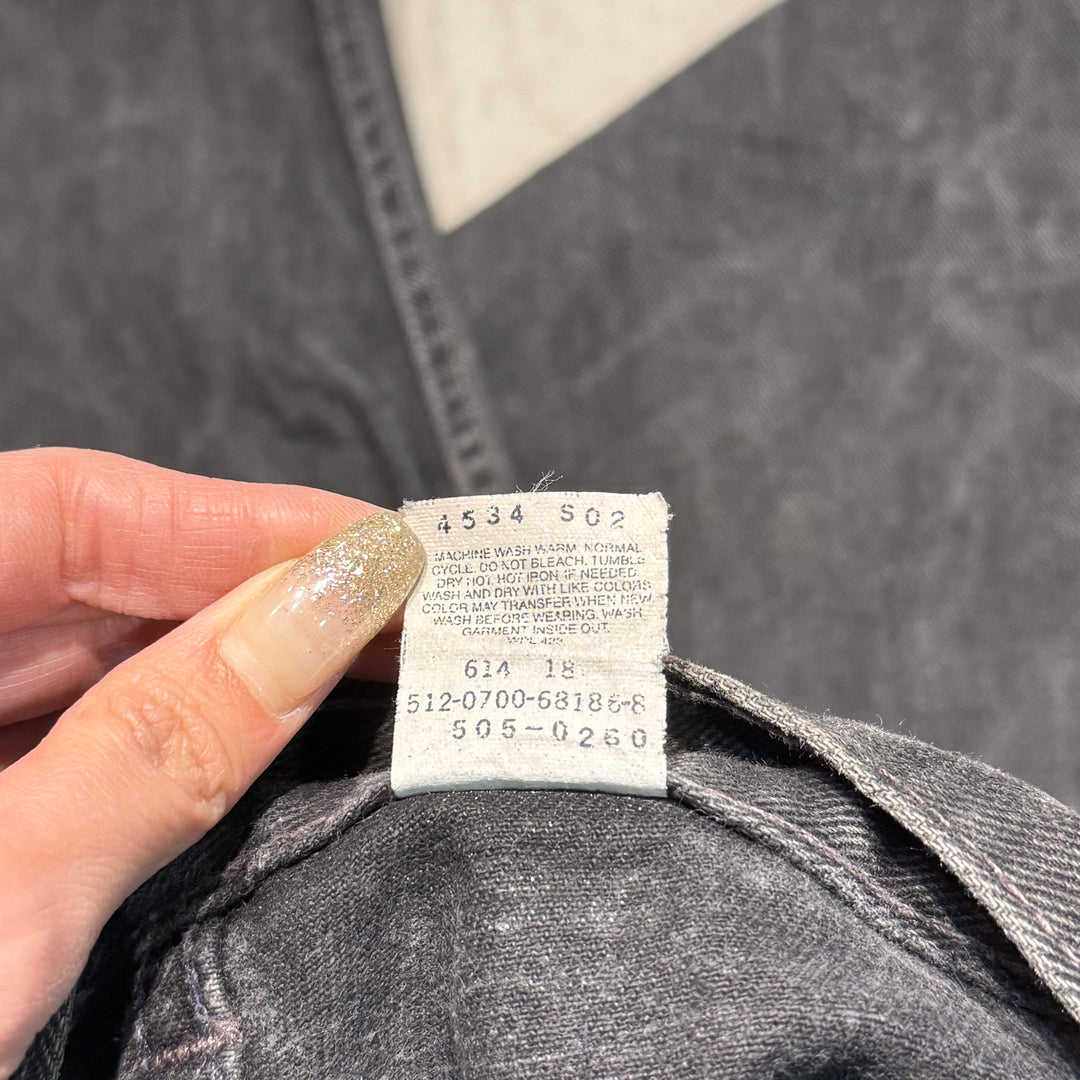 4534 S02
MACHINE WASH WARM, NORMAL
CYCLE. DO NOT BLEACH. TUMBLE
DRY HOT. HOT IRON IF NEEDED.
WASH AND DRY WITH LIKE COLORS
COLOR MAY TRANSFER WHEN NEW
WASH BEFORE WEARING. WASH
GARMENT INSIDE OUT.
WPL 423
614 18
512-0700-68186-8
505-0260